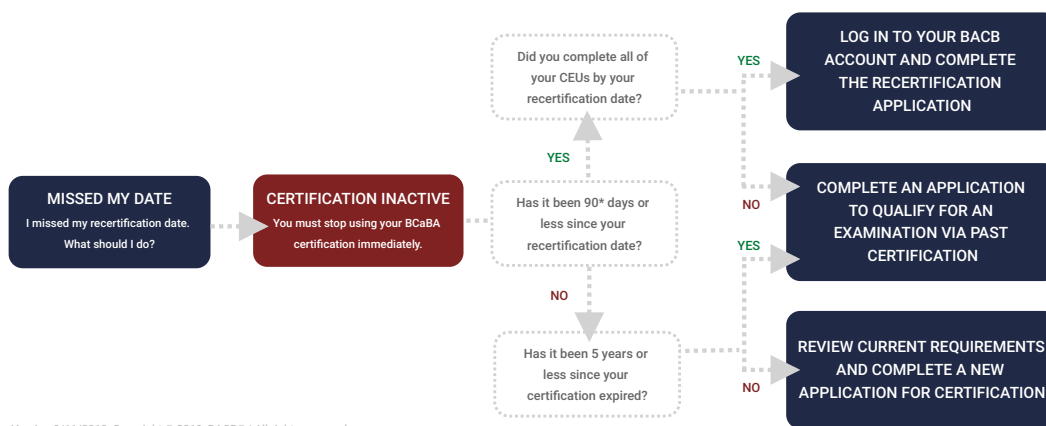 MISSED MY DATE
I missed my recertification date.
What should I do?
CERTIFICATION INACTIVE
You must stop using your BCaBA
certification immediately.
Did you complete all of
your CEUs by your
recertification date?
YES
Has it been 90* days or
less since your
recertification date?
NO
Has it been 5 years or
less since your
certification expired?
YES
LOG IN TO YOUR BACB
ACCOUNT AND COMPLETE
THE RECERTIFICATION
APPLICATION
NO
COMPLETE AN APPLICATION
TO QUALIFY FOR AN
EXAMINATION VIA PAST
CERTIFICATION
YES
NO
REVIEW CURRENT REQUIREMENTS
AND COMPLETE A NEW
APPLICATION FOR CERTIFICATION